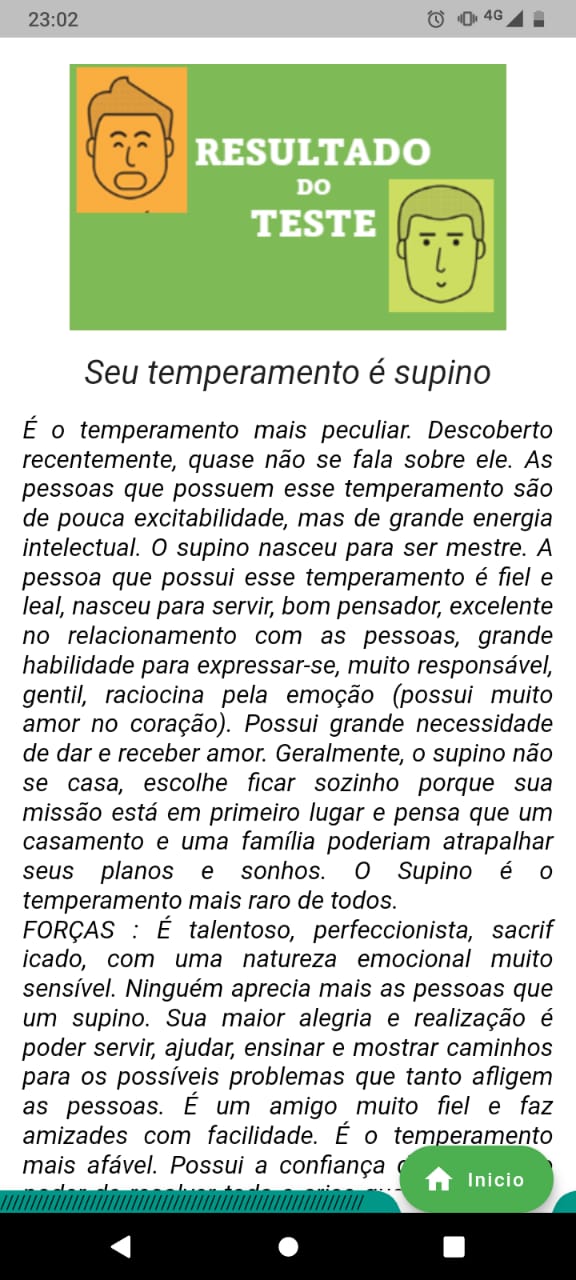 23:02
4G
RESULTADO
DO
TESTE
Seu temperamento é supino
É o temperamento mais peculiar. Descoberto
recentemente, quase não se fala sobre ele. As
pessoas que possuem esse temperamento são
de pouca excitabilidade, mas de grande energia
intelectual. O supino nasceu para ser mestre. A
pessoa que possui esse temperamento é fiel e
leal, nasceu para servir, bom pensador, excelente
no relacionamento com as pessoas, grande
habilidade para expressar-se, muito responsável,
gentil, raciocina pela emoção (possui muito
amor no coração). Possui grande necessidade
de dar e receber amor. Geralmente, o supino não
se casa, escolhe ficar sozinho porque sua
missão está em primeiro lugar e pensa que um
casamento e uma família poderiam atrapalhar
seus planos e sonhos. O Supino é o
temperamento mais raro de todos.
FORÇAS : É talentoso, perfeccionista, sacrif
icado, com uma natureza emocional muito
sensível. Ninguém aprecia mais as pessoas que
um supino. Sua maior alegria e realização é
poder servir, ajudar, ensinar e mostrar caminhos
para os possíveis problemas que tanto afligem
as pessoas. É um amigo muito fiel e faz
amizades com facilidade. É o temperamento
mais afável. Possui a confiança
Inicio